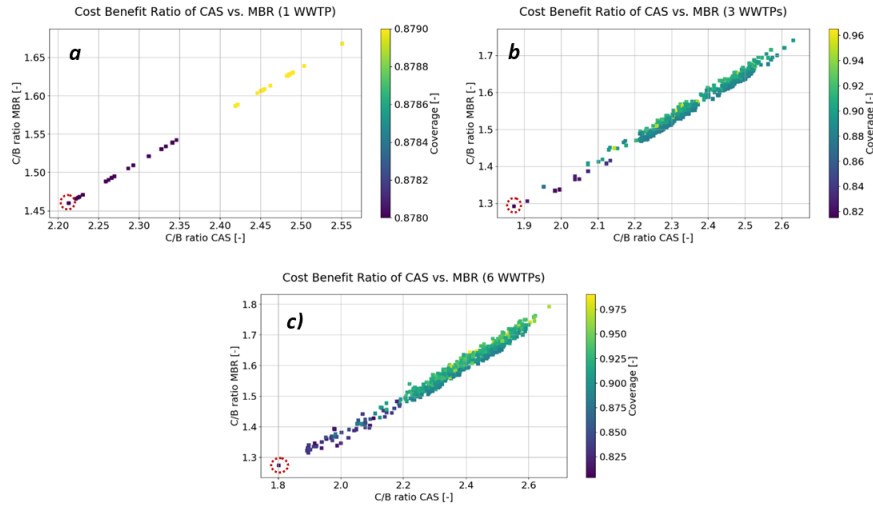 Cost Benefit Ratio of CAS vs. MBR (1 WWTP)
a
C/B ratio MBR [-]
1.65
1.60
1.55
1.50
1.45
2.20 2.25 2.30 2.35 2.40 2.45 2.50 2.55
C/B ratio CAS [-]
0.8790
0.8788
0.8786
0.8784
0.8782
0.8780
Coverage [-]
Cost Benefit Ratio of CAS vs. MBR (3 WWTPs)
b
C/B ratio MBR [-]
1.7
1.6
1.5
1.4
1.3
1.9 2.0 2.1 2.2 2.3 2.4 2.5 2.6
C/B ratio CAS [-]
0.96
0.94
0.92
0.90
0.88
0.86
0.84
0.82
Coverage [-]
Cost Benefit Ratio of CAS vs. MBR (6 WWTPs)
c)
C/B ratio MBR [-]
1.8
1.7
1.6
1.5
1.4
1.3
1.8 2.0 2.2 2.4 2.6
C/B ratio CAS [-]
0.975
0.950
0.925
0.900
0.875
0.850
0.825
Coverage [-]